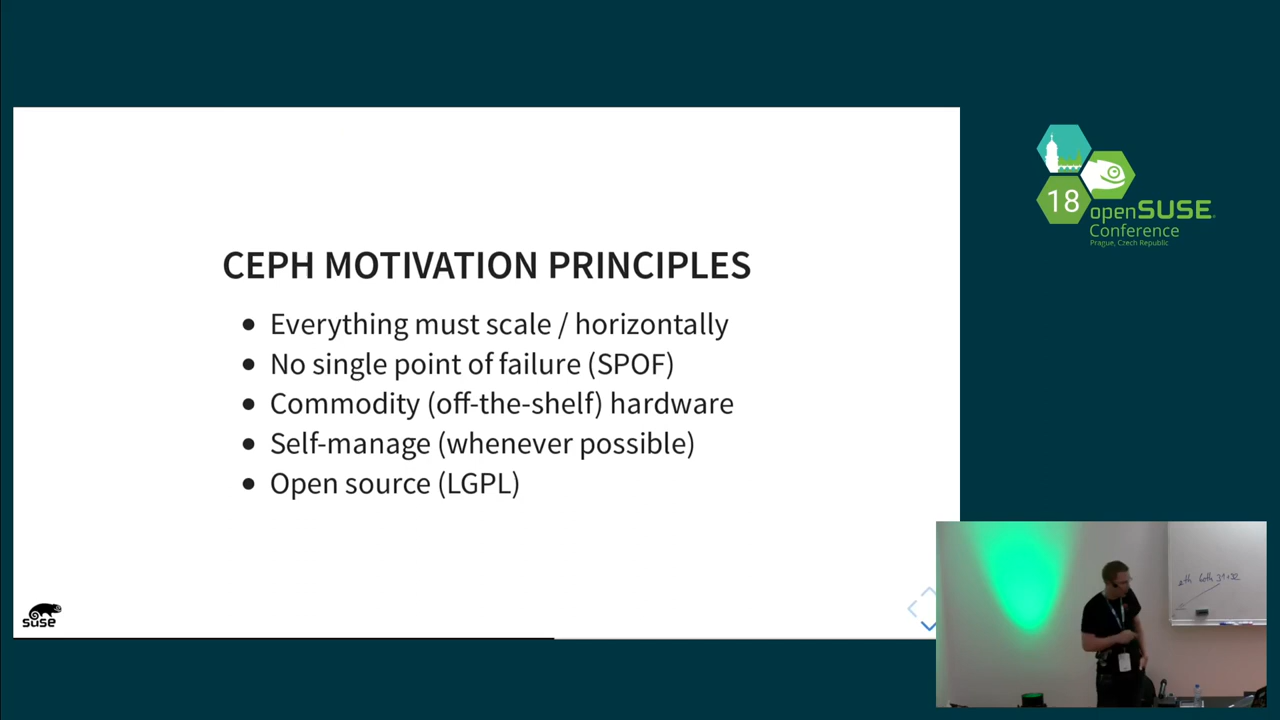 CEPH MOTIVATION PRINCIPLES
Everything must scale / horizontally
No single point of failure (SPOF)
Commodity (off-the-shelf) hardware
Self-manage (whenever possible)
Open source (LGPL)
SUSE
18
openSUSE
Conference
Prague, Czech Republic